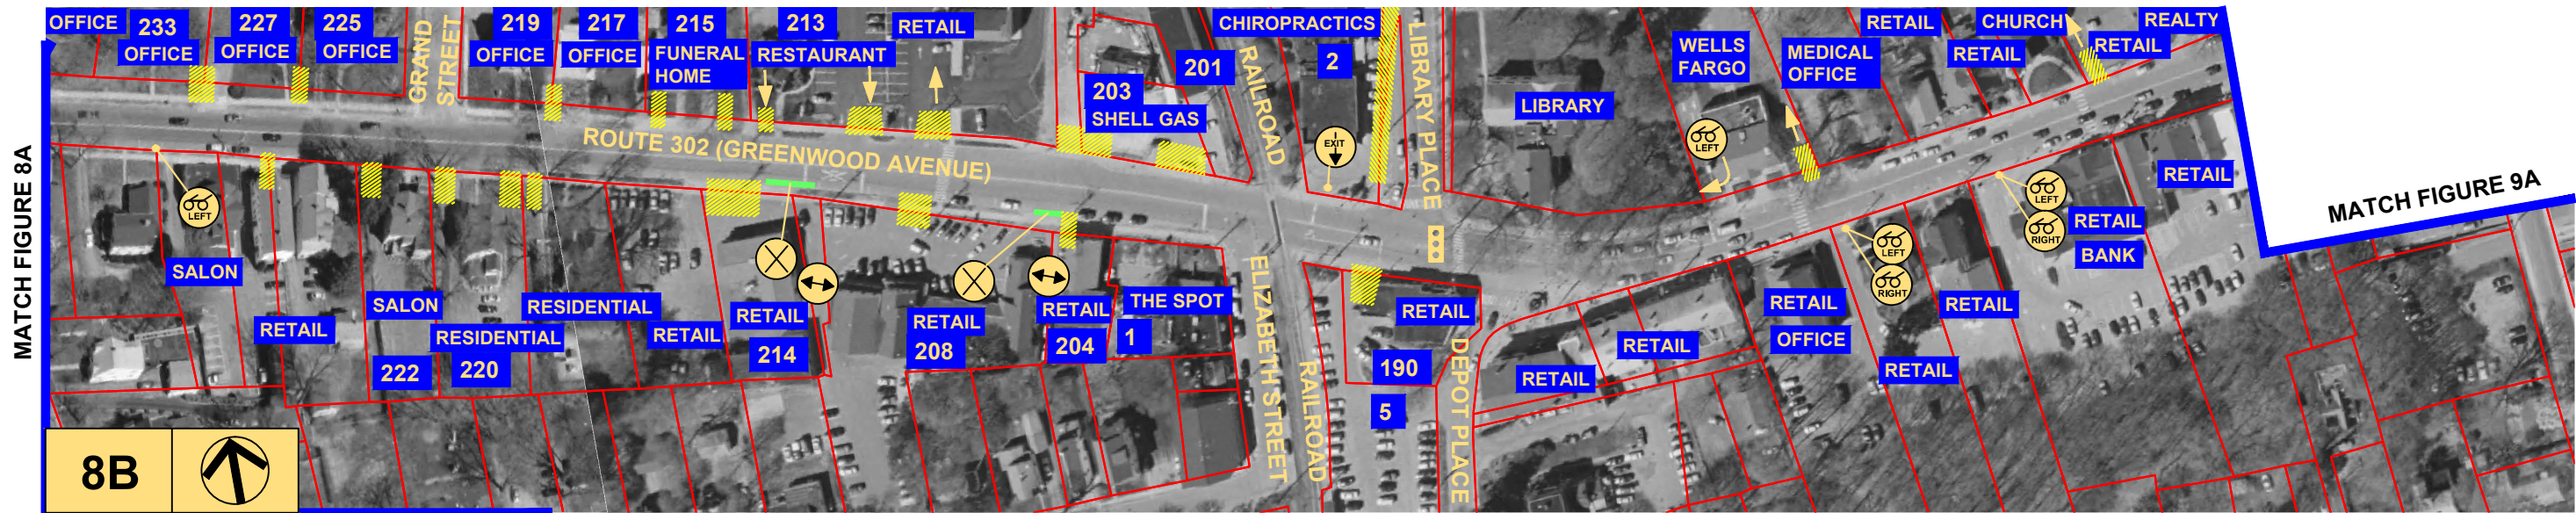 OFFICE
233
OFFICE
227
OFFICE
225
OFFICE
GRAND
STREET
219
OFFICE
217
OFFICE
215
FUNERAL
HOME
213
RESTAURANT
RETAIL
203
SHELL GAS
201
RAILROAD
CHIROPRACTICS
2
EXIT
LIBRARY PLACE
LIBRARY
WELLS
FARGO
LEFT
MEDICAL
OFFICE
RETAIL
RETAIL
CHURCH
RETAIL
REALTY
MATCH FIGURE 8A
ROUTE 302 (GREENWOOD AVENUE)
MATCH FIGURE 9A
LEFT
SALON
RETAIL
SALON
222
RESIDENTIAL
220
RESIDENTIAL
RETAIL
RETAIL
214
RETAIL
208
RETAIL
204
THE SPOT
1
ELIZABETH STREET
RAILROAD
RETAIL
190
5
DEPOT PLACE
RETAIL
RETAIL
RETAIL
OFFICE
LEFT
RIGHT
RETAIL
RETAIL
LEFT
RIGHT
RETAIL
BANK
RETAIL
8B